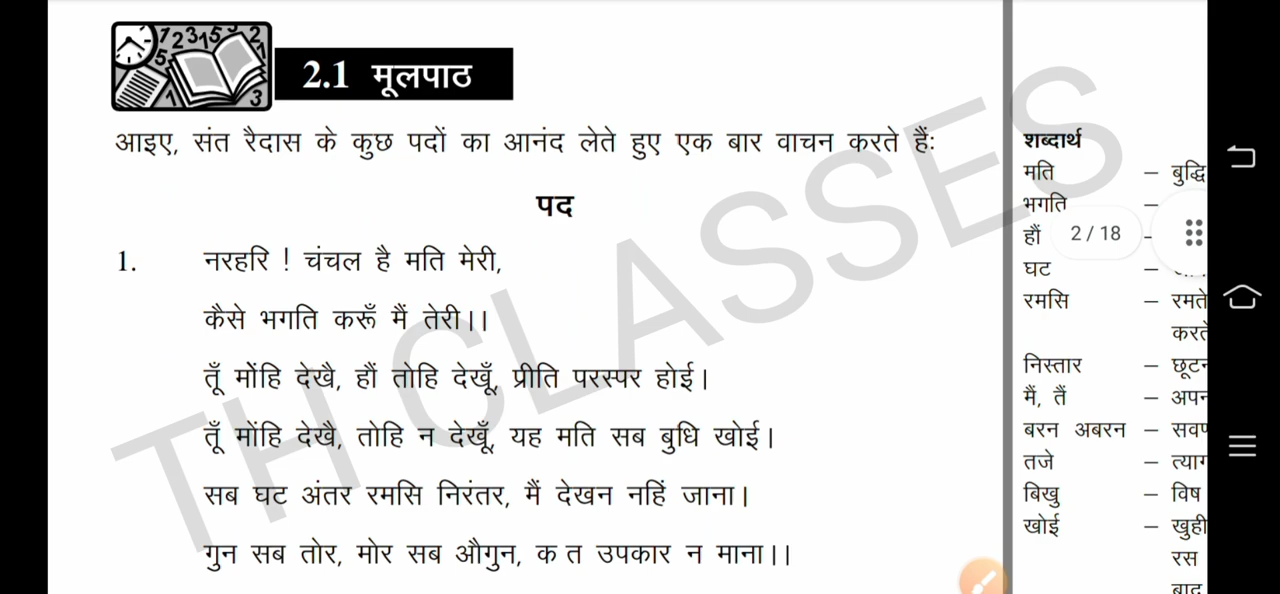 2.1 मूलपाठ
आइए, संत रैदास के कुछ पदों का आनंद लेते हुए एक बार वाचन करते हैं:
पद
1. नरहरि ! चंचल है मति मेरी,
कैसे भगति करूँ मैं तेरी।।
तूँ मोंहि देखै, हौं तोहि देखूँ, प्रीति परस्पर होई।
तूँ मोंहि देखै, तोहि न देखूँ, यह मति सब बुधि खोई।
सब घट अंतर रमसि निरंतर, मैं देखन नहिं जाना।
गुन सब तोर, मोर सब औगुन, क त उपकार न माना।।
शब्दार्थ
मति – बुद्धि
भगति –
हौं –
घट –
रमसि – रमते
करते
निस्तार –
मैं, तैं –
बरन अबरन –
तजे –
बिखु – विष
खोई – खुही
रस
बाद
2 / 18
TH CLASSES